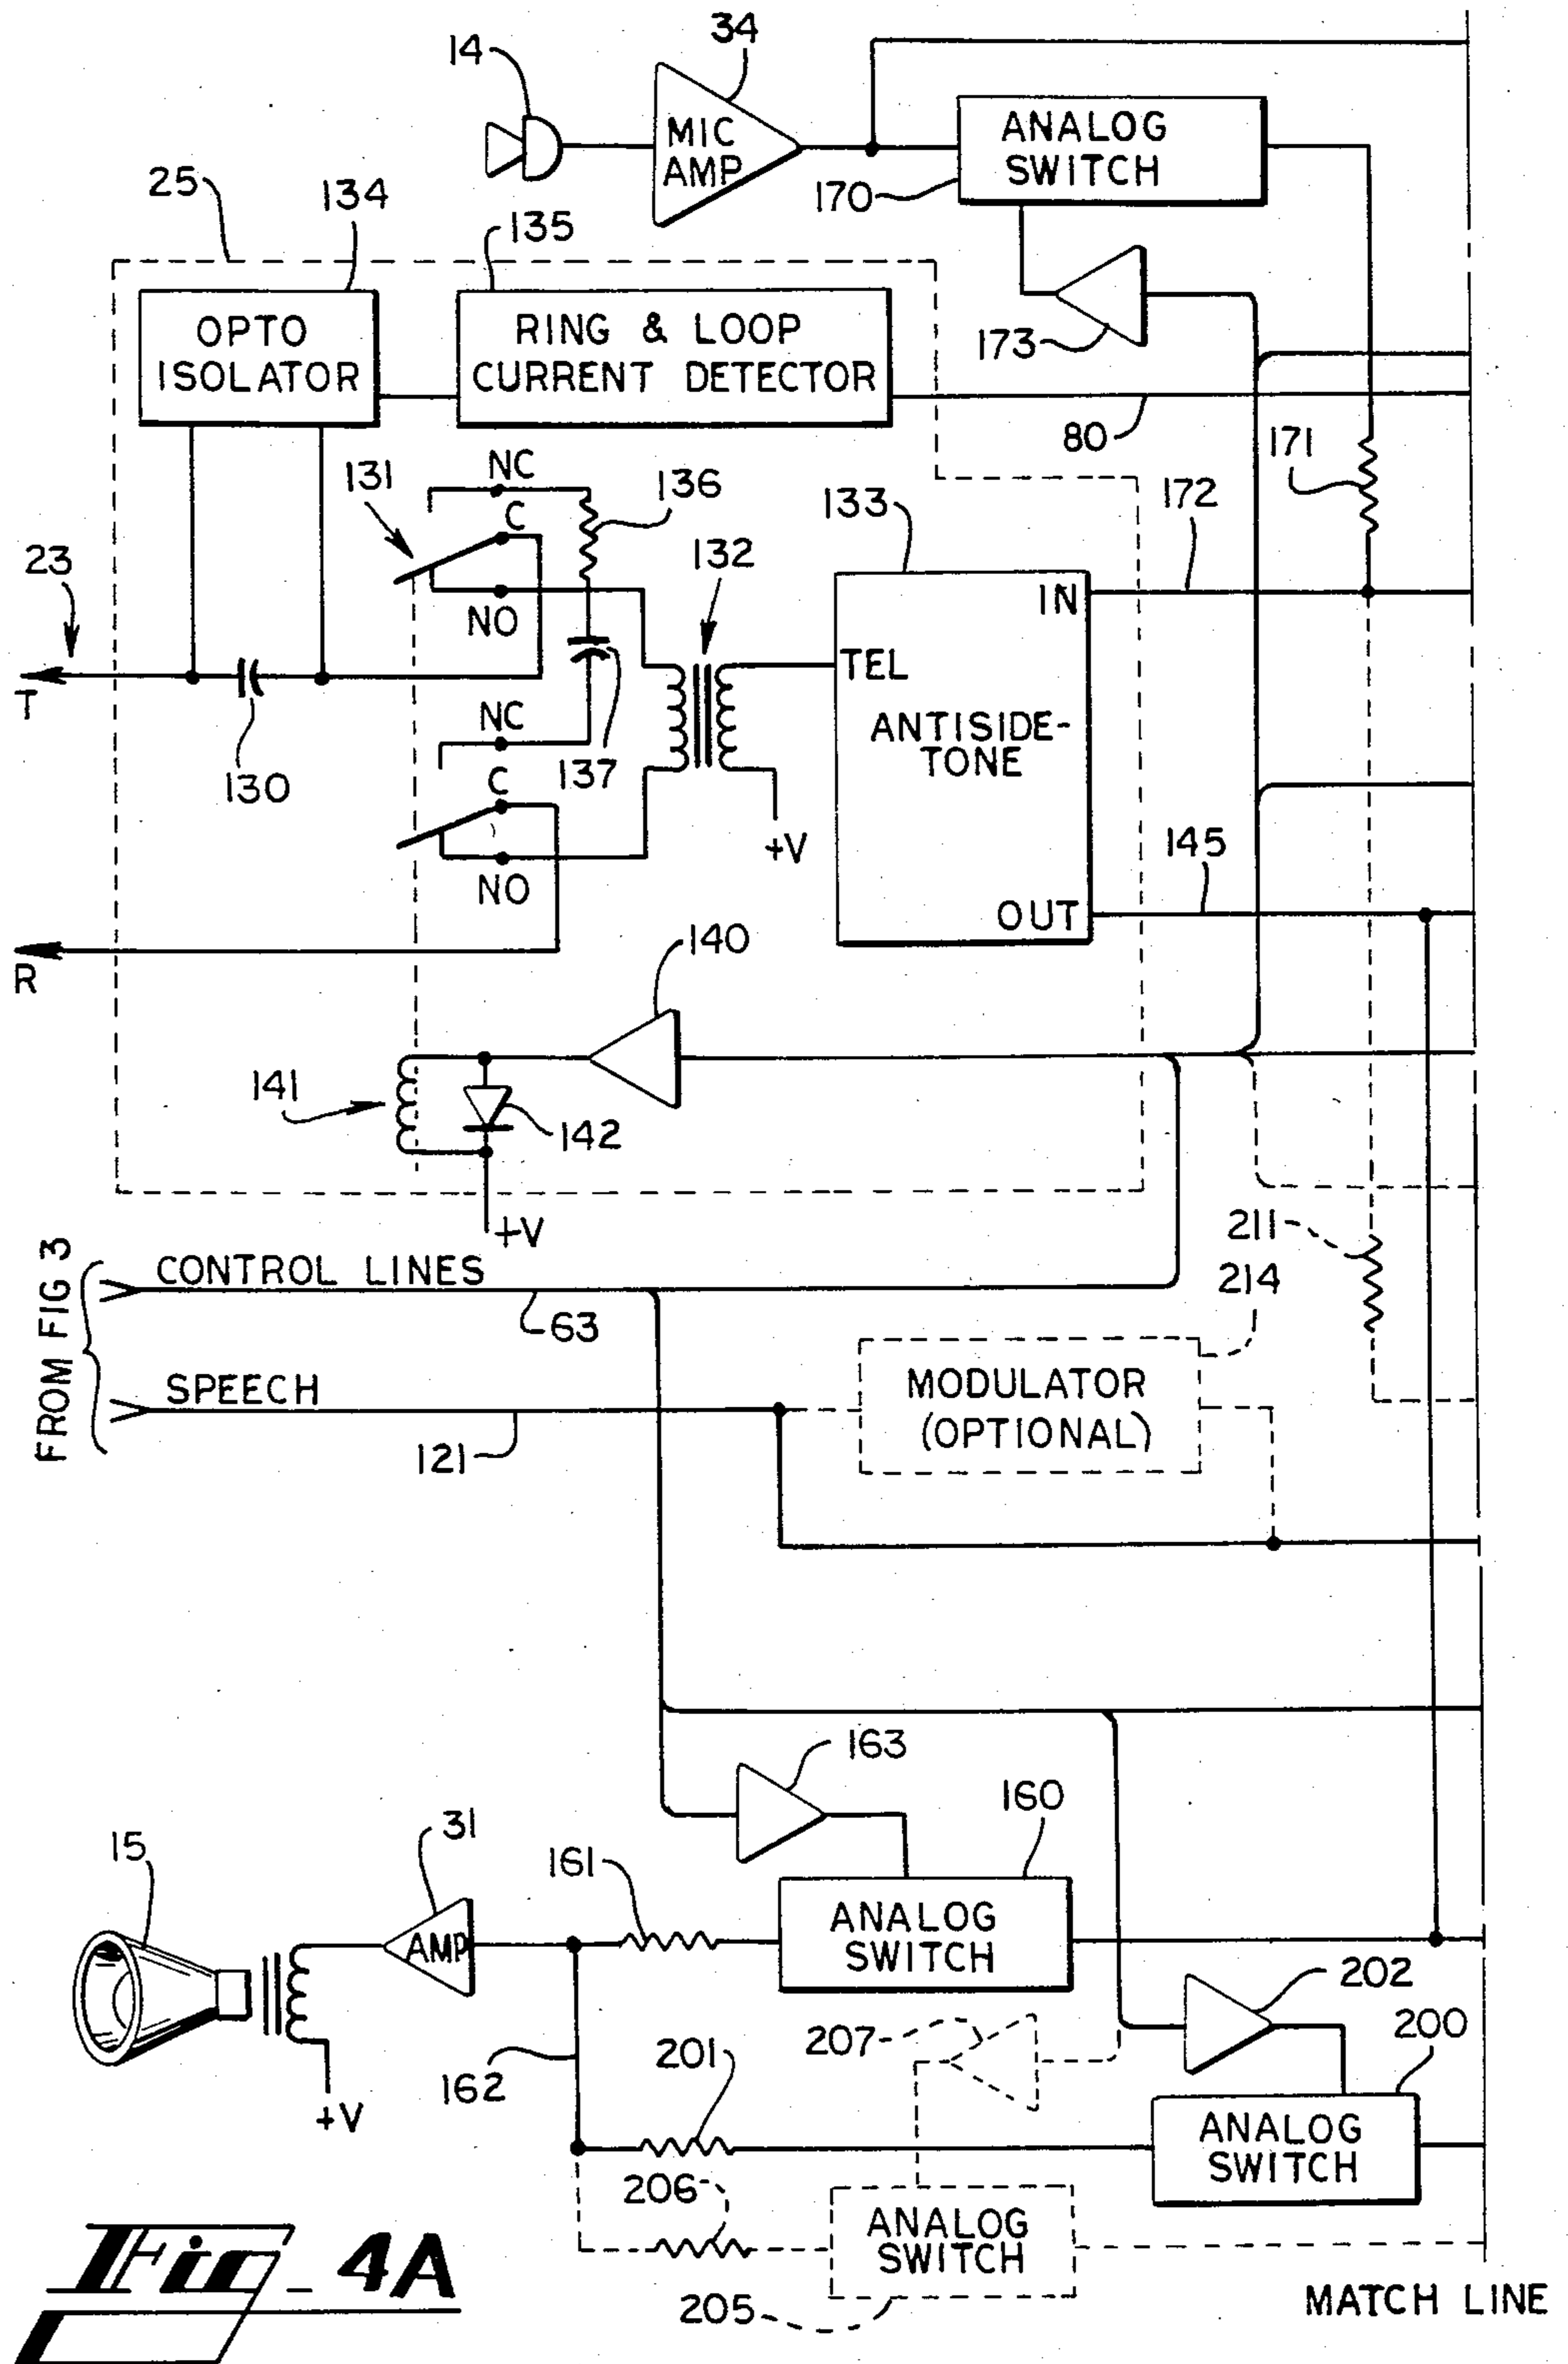 34
14
MIC
AMP
ANALOG
SWITCH
170
25
134
135
173
OPTO
ISOLATOR
RING & LOOP
CURRENT DETECTOR
80
171
NC
131
C
136
133
172
132
23
NO
IN
T
TEL
NC
ANTISIDE-
TONE
130
137
C
+V
145
NO
OUT
R
140
141
142
+V
211
214
FROM FIG 3
CONTROL LINES
63
SPEECH
MODULATOR
(OPTIONAL)
121
163
160
31
15
161
ANALOG
SWITCH
AMP
202
207
200
201
162
+V
ANALOG
SWITCH
206
ANALOG
SWITCH
205
Fig 4A
MATCH LINE